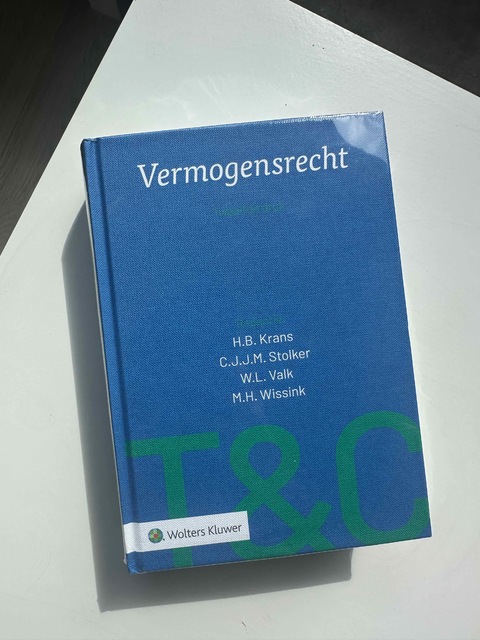 Vermogensrecht
H.B. Krans
C.J.J.M. Stolker
W.L. Valk
M.H. Wissink
T&C
Wolters Kluwer